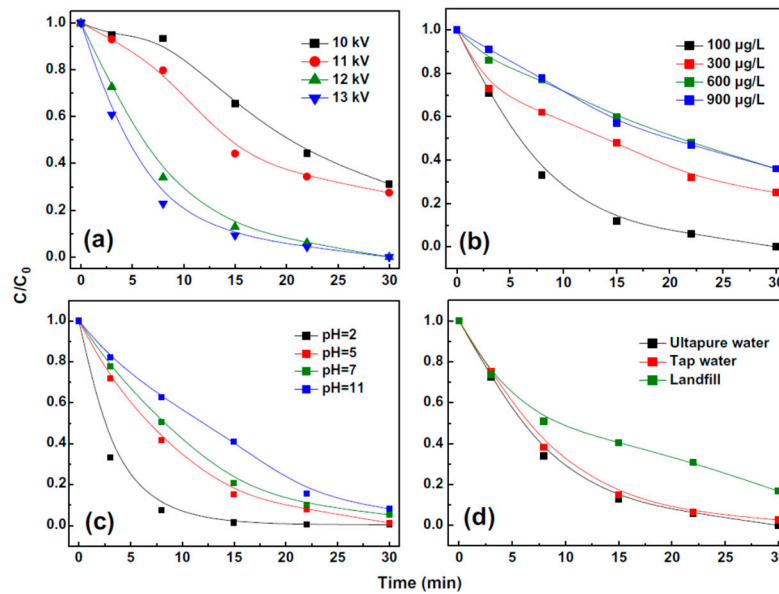 1.0
0.8
0.6
0.4
0.2
0.0
10 kV
11 kV
12 kV
13 kV
(a)
0 5 10 15 20 25 30
1.0
0.8
0.6
0.4
0.2
0.0
100 µg/L
300 µg/L
600 µg/L
900 µg/L
(b)
0 5 10 15 20 25 30
C/C0
1.0
0.8
0.6
0.4
0.2
0.0
pH=2
pH=5
pH=7
pH=11
(c)
0 5 10 15 20 25 30
1.0
0.8
0.6
0.4
0.2
0.0
Ultapure water
Tap water
Landfill
(d)
0 5 10 15 20 25 30
Time (min)